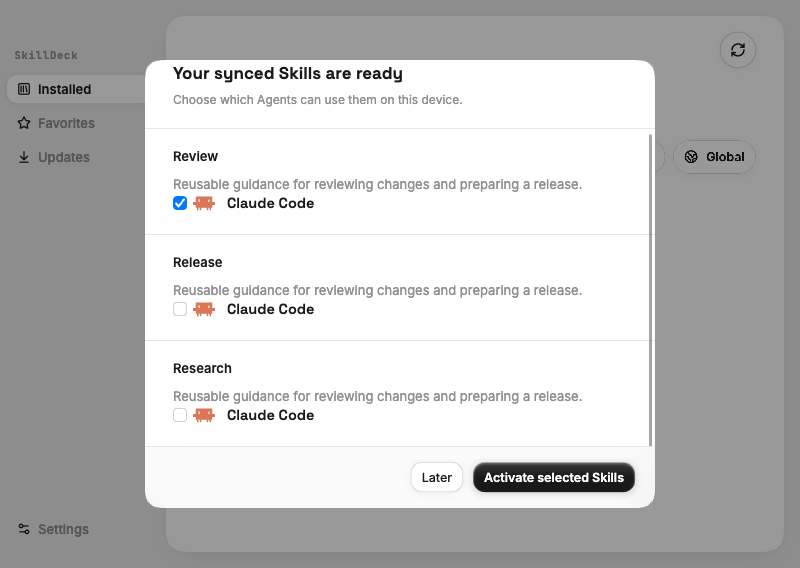 SkillDeck
Installed
Favorites
Updates
Settings
Global
Your synced Skills are ready
Choose which Agents can use them on this device.
Review
Reusable guidance for reviewing changes and preparing a release.
Claude Code
Release
Reusable guidance for reviewing changes and preparing a release.
Claude Code
Research
Reusable guidance for reviewing changes and preparing a release.
Claude Code
Later
Activate selected Skills